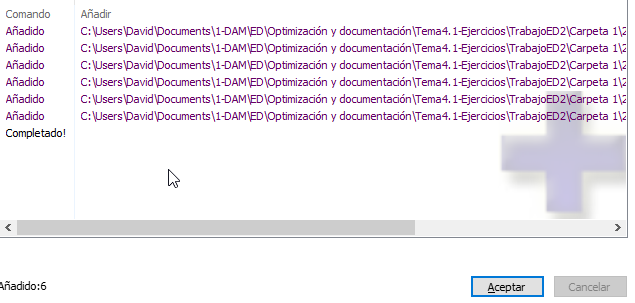 Comando Añadir
Añadido C:\Users\David\Documents\1-DAM\ED\Optimización y documentación\Tema4.1-Ejercicios\TrabajoED2\Carpeta 1\2
Añadido C:\Users\David\Documents\1-DAM\ED\Optimización y documentación\Tema4.1-Ejercicios\TrabajoED2\Carpeta 1\2
Añadido C:\Users\David\Documents\1-DAM\ED\Optimización y documentación\Tema4.1-Ejercicios\TrabajoED2\Carpeta 1\2
Añadido C:\Users\David\Documents\1-DAM\ED\Optimización y documentación\Tema4.1-Ejercicios\TrabajoED2\Carpeta 1\2
Añadido C:\Users\David\Documents\1-DAM\ED\Optimización y documentación\Tema4.1-Ejercicios\TrabajoED2\Carpeta 1\2
Añadido C:\Users\David\Documents\1-DAM\ED\Optimización y documentación\Tema4.1-Ejercicios\TrabajoED2\Carpeta 1\2
Completado!
Añadido:6 Aceptar Cancelar